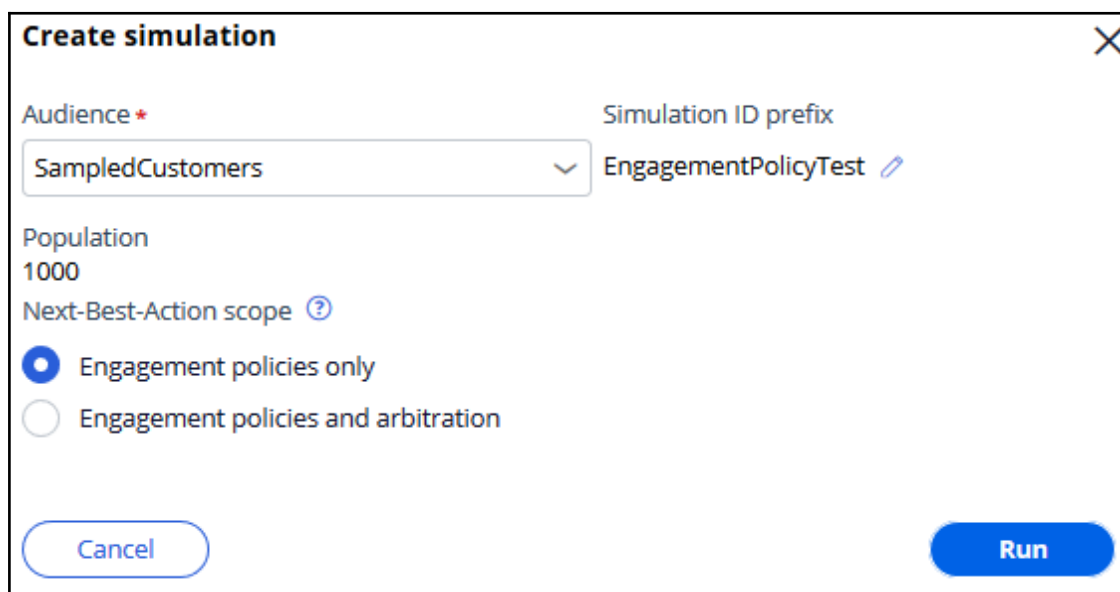 Create simulation
Audience *
Simulation ID prefix
SampledCustomers
EngagementPolicyTest
Population
1000
Next-Best-Action scope ?
Engagement policies only
Engagement policies and arbitration
Cancel
Run